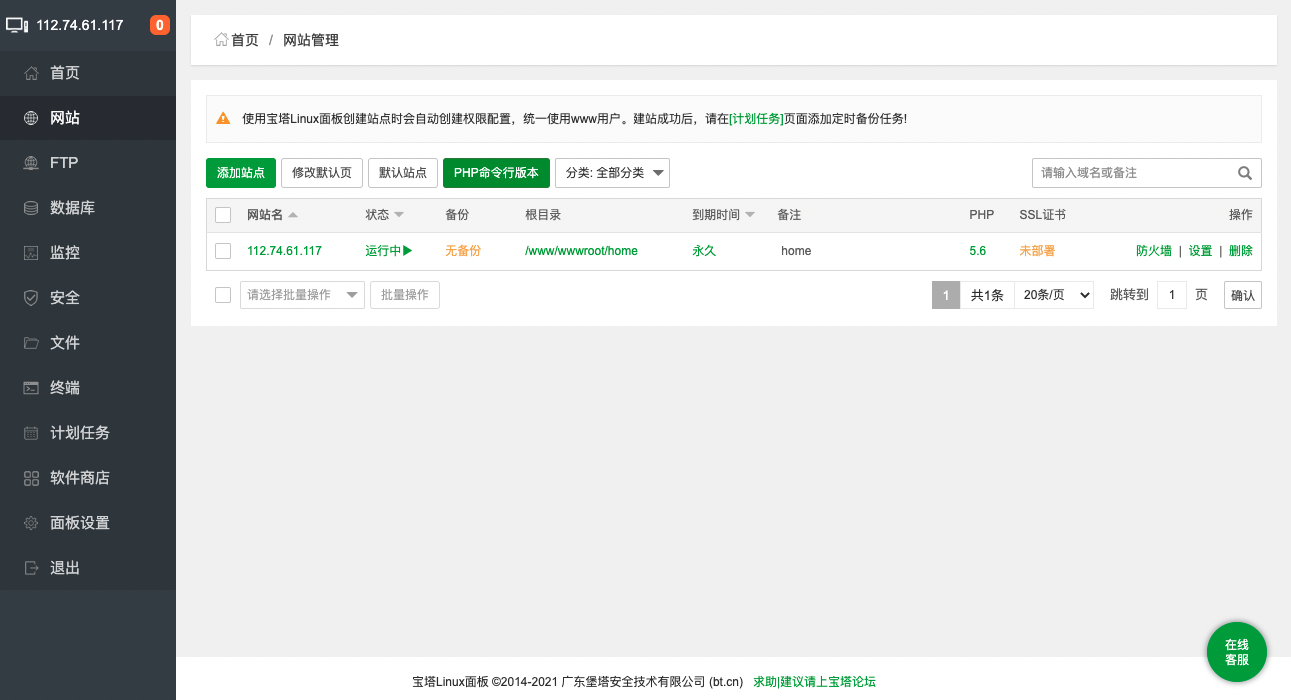 112.74.61.117 0
首页
网站
FTP
数据库
监控
安全
文件
终端
计划任务
软件商店
面板设置
退出
首页 / 网站管理
使用宝塔Linux面板创建站点时会自动创建权限配置，统一使用www用户。建站成功后，请在[计划任务]页面添加定时备份任务!
添加站点 修改默认页 默认站点 PHP命令行版本 分类: 全部分类 请输入域名或备注
网站名 状态 备份 根目录 到期时间 备注 PHP SSL证书 操作
112.74.61.117 运行中 无备份 /www/wwwroot/home 永久 home 5.6 未部署 防火墙 | 设置 | 删除
请选择批量操作 批量操作 1 共1条 20条/页 跳转到 1 页 确认
在线
客服
宝塔Linux面板 ©2014-2021 广东堡塔安全技术有限公司 (bt.cn) 求助|建议请上宝塔论坛